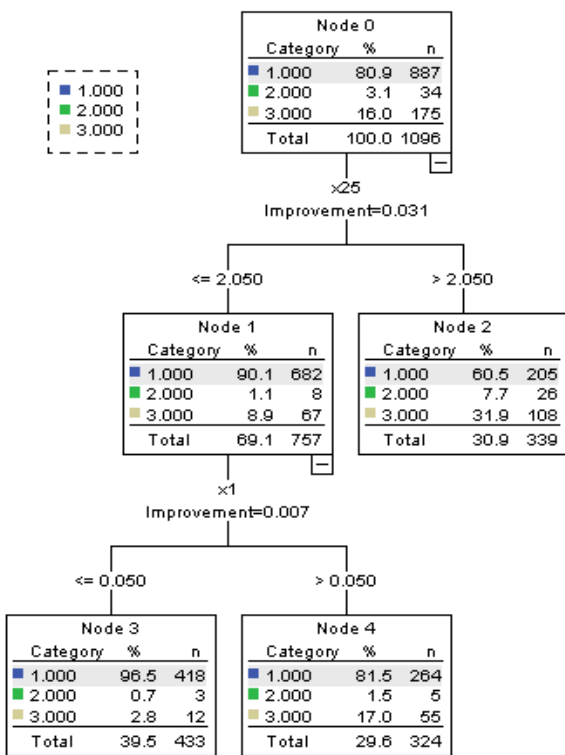 Node 0
Category % n
1.000 80.9 887
2.000 3.1 34
3.000 16.0 175
Total 100.0 1096
1.000
2.000
3.000
x25
Improvement=0.031
<= 2.050
> 2.050
Node 1
Category % n
1.000 90.1 682
2.000 1.1 8
3.000 8.9 67
Total 69.1 757
Node 2
Category % n
1.000 60.5 205
2.000 7.7 26
3.000 31.9 108
Total 30.9 339
x1
Improvement=0.007
<= 0.050
> 0.050
Node 3
Category % n
1.000 96.5 418
2.000 0.7 3
3.000 2.8 12
Total 39.5 433
Node 4
Category % n
1.000 81.5 264
2.000 1.5 5
3.000 17.0 55
Total 29.6 324